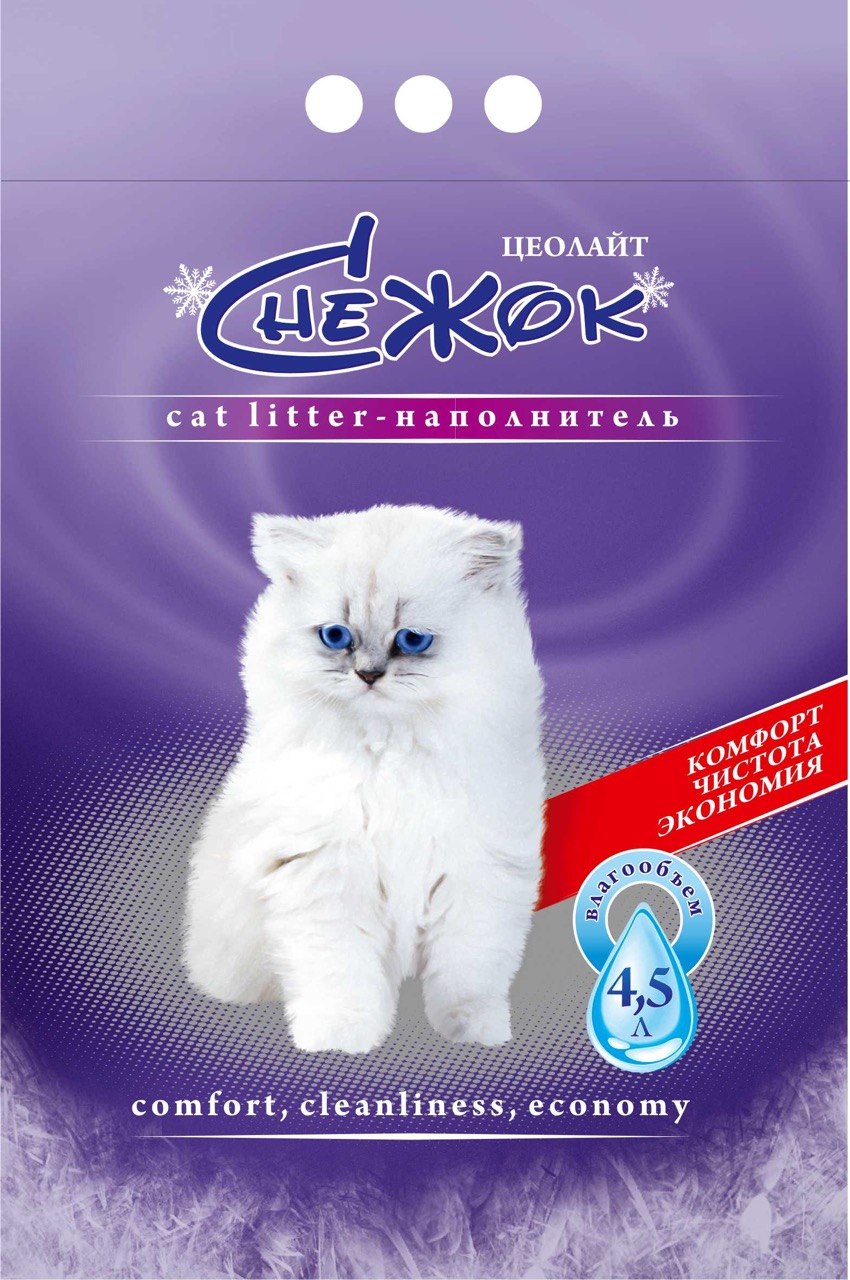 ЦЕОЛАЙТ
СНЕЖОК
cat litter-наполнитель
КОМФОРТ
ЧИСТОТА
ЭКОНОМИЯ
влагообъем
4,5
л
comfort, cleanliness, economy